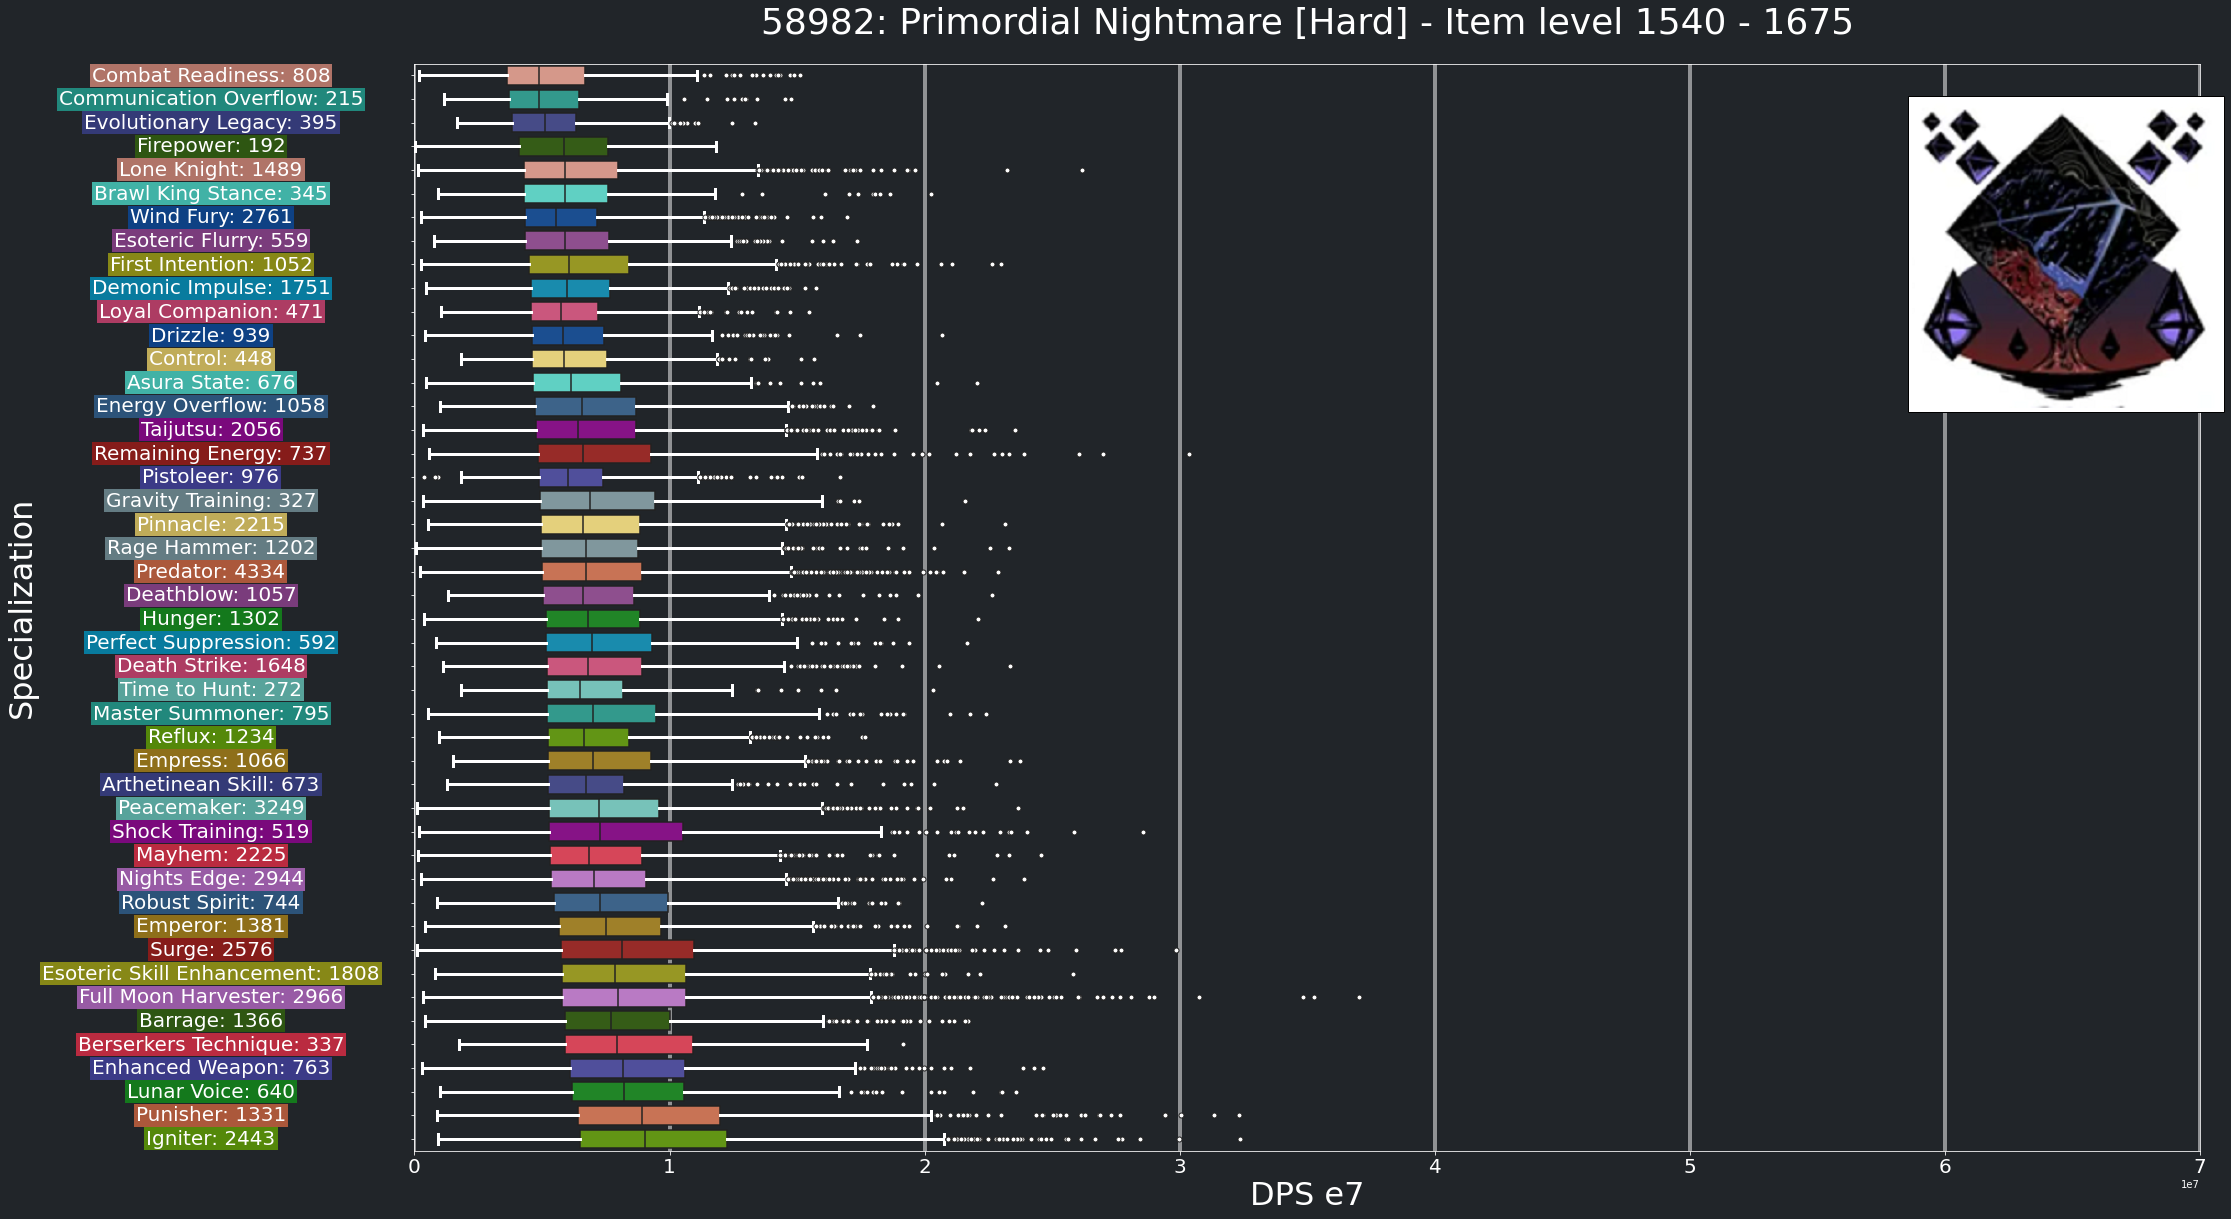 58982: Primordial Nightmare [Hard] - Item level 1540 - 1675
Specialization
Combat Readiness: 808
Communication Overflow: 215
Evolutionary Legacy: 395
Firepower: 192
Lone Knight: 1489
Brawl King Stance: 345
Wind Fury: 2761
Esoteric Flurry: 559
First Intention: 1052
Demonic Impulse: 1751
Loyal Companion: 471
Drizzle: 939
Control: 448
Asura State: 676
Energy Overflow: 1058
Taijutsu: 2056
Remaining Energy: 737
Pistoleer: 976
Gravity Training: 327
Pinnacle: 2215
Rage Hammer: 1202
Predator: 4334
Deathblow: 1057
Hunger: 1302
Perfect Suppression: 592
Death Strike: 1648
Time to Hunt: 272
Master Summoner: 795
Reflux: 1234
Empress: 1066
Arthetinean Skill: 673
Peacemaker: 3249
Shock Training: 519
Mayhem: 2225
Nights Edge: 2944
Robust Spirit: 744
Emperor: 1381
Surge: 2576
Esoteric Skill Enhancement: 1808
Full Moon Harvester: 2966
Barrage: 1366
Berserkers Technique: 337
Enhanced Weapon: 763
Lunar Voice: 640
Punisher: 1331
Igniter: 2443
0 1 2 3 4 5 6 7
1e7
DPS e7